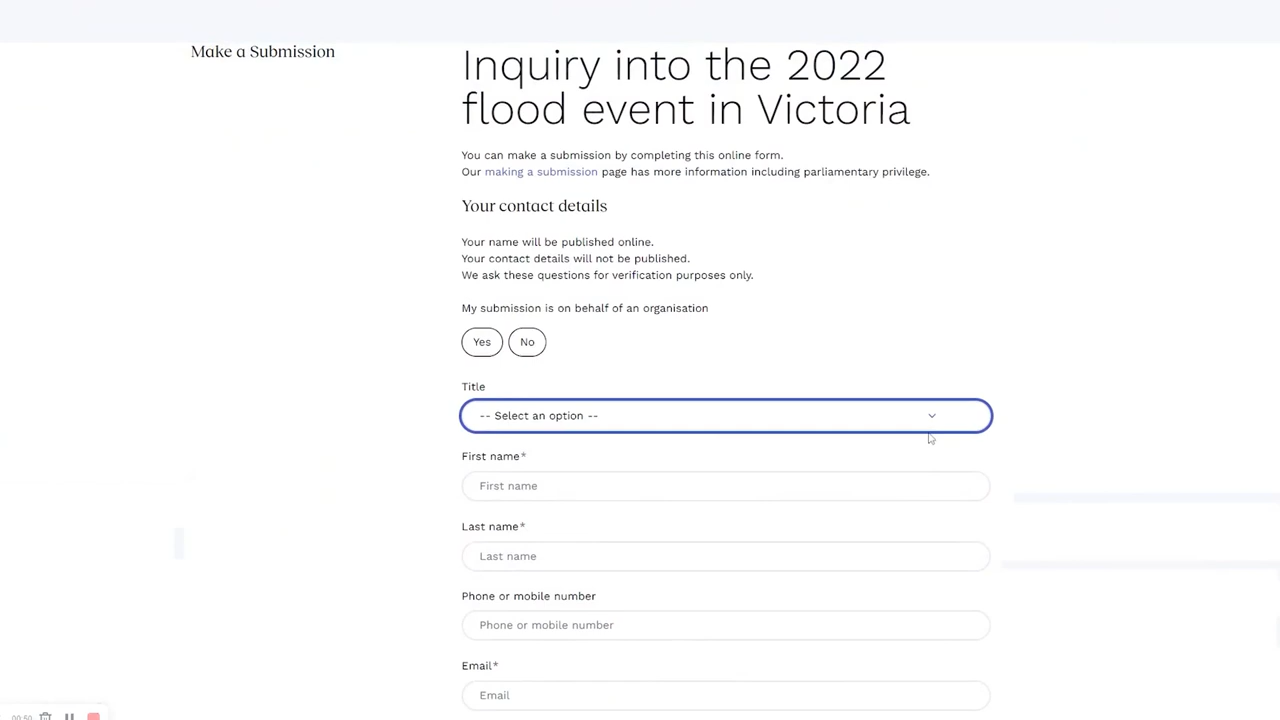 Make a Submission
Inquiry into the 2022
flood event in Victoria
You can make a submission by completing this online form.
Our making a submission page has more information including parliamentary privilege.
Your contact details
Your name will be published online.
Your contact details will not be published.
We ask these questions for verification purposes only.
My submission is on behalf of an organisation
Yes No
Title
-- Select an option --
First name*
First name
Last name*
Last name
Phone or mobile number
Phone or mobile number
Email*
Email
00:50